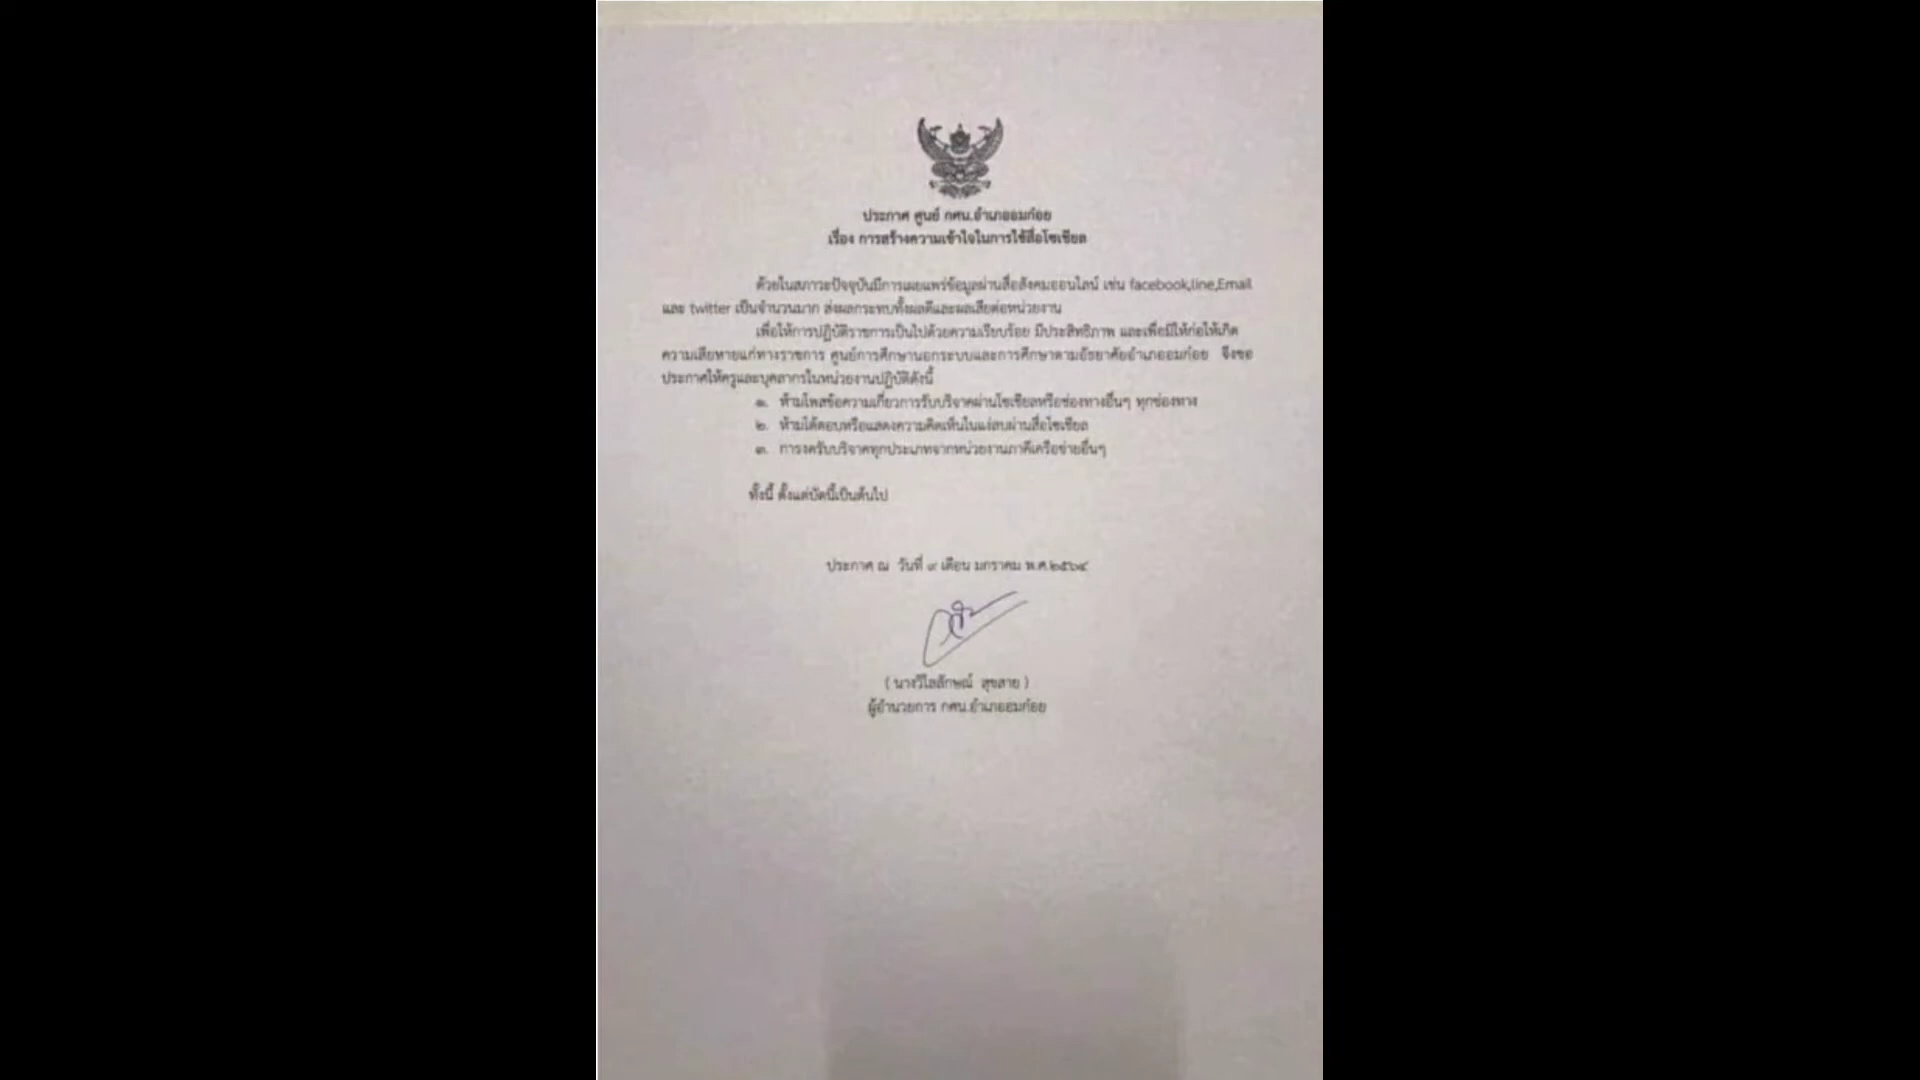 ประกาศ ศูนย์ กศน.อำเภออมก๋อย
เรื่อง การสร้างความเข้าใจในการใช้สื่อโซเชียล
ด้วยในสภาวะปัจจุบันมีการเผยแพร่ข้อมูลผ่านสื่อสังคมออนไลน์ เช่น facebook,line,Email
และ twitter เป็นจำนวนมาก ส่งผลกระทบทั้งผลดีและผลเสียต่อหน่วยงาน
เพื่อให้การปฏิบัติราชการเป็นไปด้วยความเรียบร้อย มีประสิทธิภาพ และเพื่อมิให้ก่อให้เกิด
ความเสียหายแก่ทางราชการ ศูนย์การศึกษานอกระบบและการศึกษาตามอัธยาศัยอำเภออมก๋อย จึงขอ
ประกาศให้ครูและบุคลากรในหน่วยงานปฏิบัติดังนี้
๑. ห้ามโพสข้อความเกี่ยวการรับบริจาคผ่านโซเชียลหรือช่องทางอื่นๆ ทุกช่องทาง
๒. ห้ามโต้ตอบหรือแสดงความคิดเห็นในแง่ลบผ่านสื่อโซเชียล
๓. การงดรับบริจาคทุกประเภทจากหน่วยงานภาคีเครือข่ายอื่นๆ
ทั้งนี้ ตั้งแต่บัดนี้เป็นต้นไป
ประกาศ ณ วันที่ ๙ เดือน มกราคม พ.ศ.๒๕๖๔
( นางวิไลลักษณ์ สุขสาย )
ผู้อำนวยการ กศน.อำเภออมก๋อย